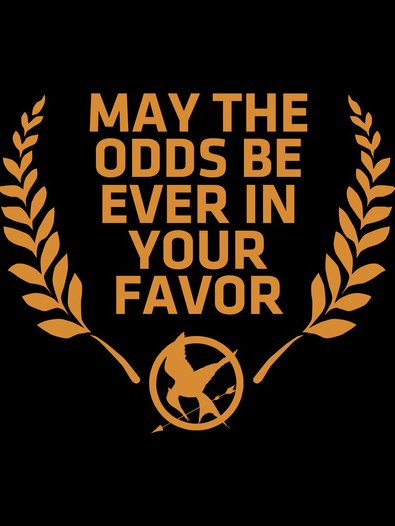 MAY THE
ODDS BE
EVER IN
YOUR
FAVOR